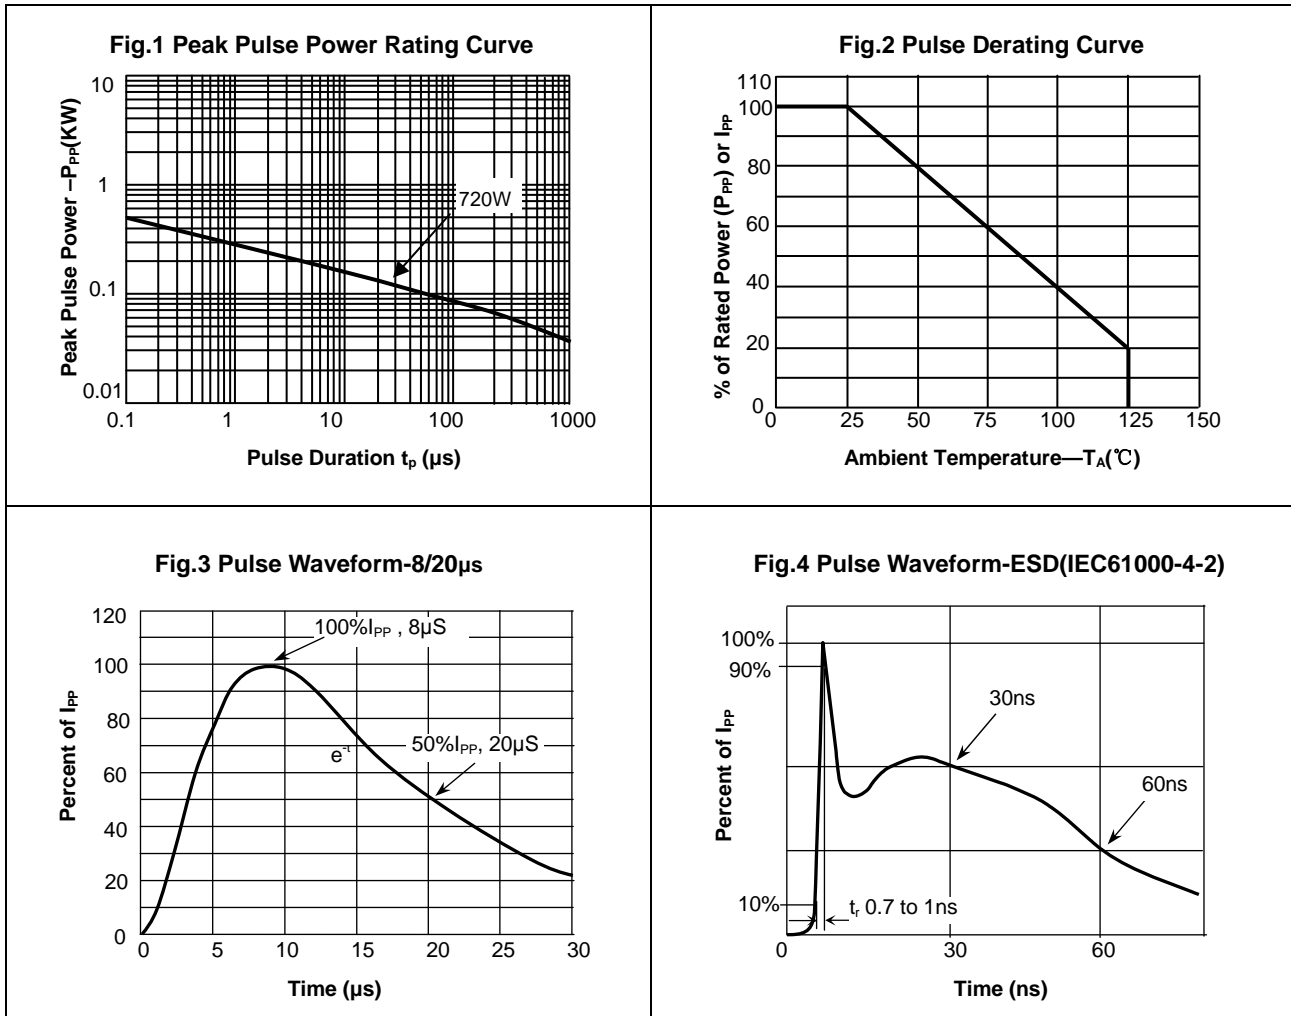 Fig.1 Peak Pulse Power Rating Curve
Peak Pulse Power –PPP(KW)
10
1
0.1
0.01
720W
0.1 1 10 100 1000
Pulse Duration tp (µs)
Fig.2 Pulse Derating Curve
% of Rated Power (PPP) or IPP
110
100
80
60
40
20
0
0 25 50 75 100 125 150
Ambient Temperature—TA(℃)
Fig.3 Pulse Waveform-8/20µs
Percent of IPP
120
100
80
60
40
20
0
100%IPP , 8µS
e-t
50%IPP, 20µS
0 5 10 15 20 25 30
Time (µs)
Fig.4 Pulse Waveform-ESD(IEC61000-4-2)
Percent of IPP
100%
90%
10%
30ns
60ns
tr 0.7 to 1ns
0 30 60
Time (ns)